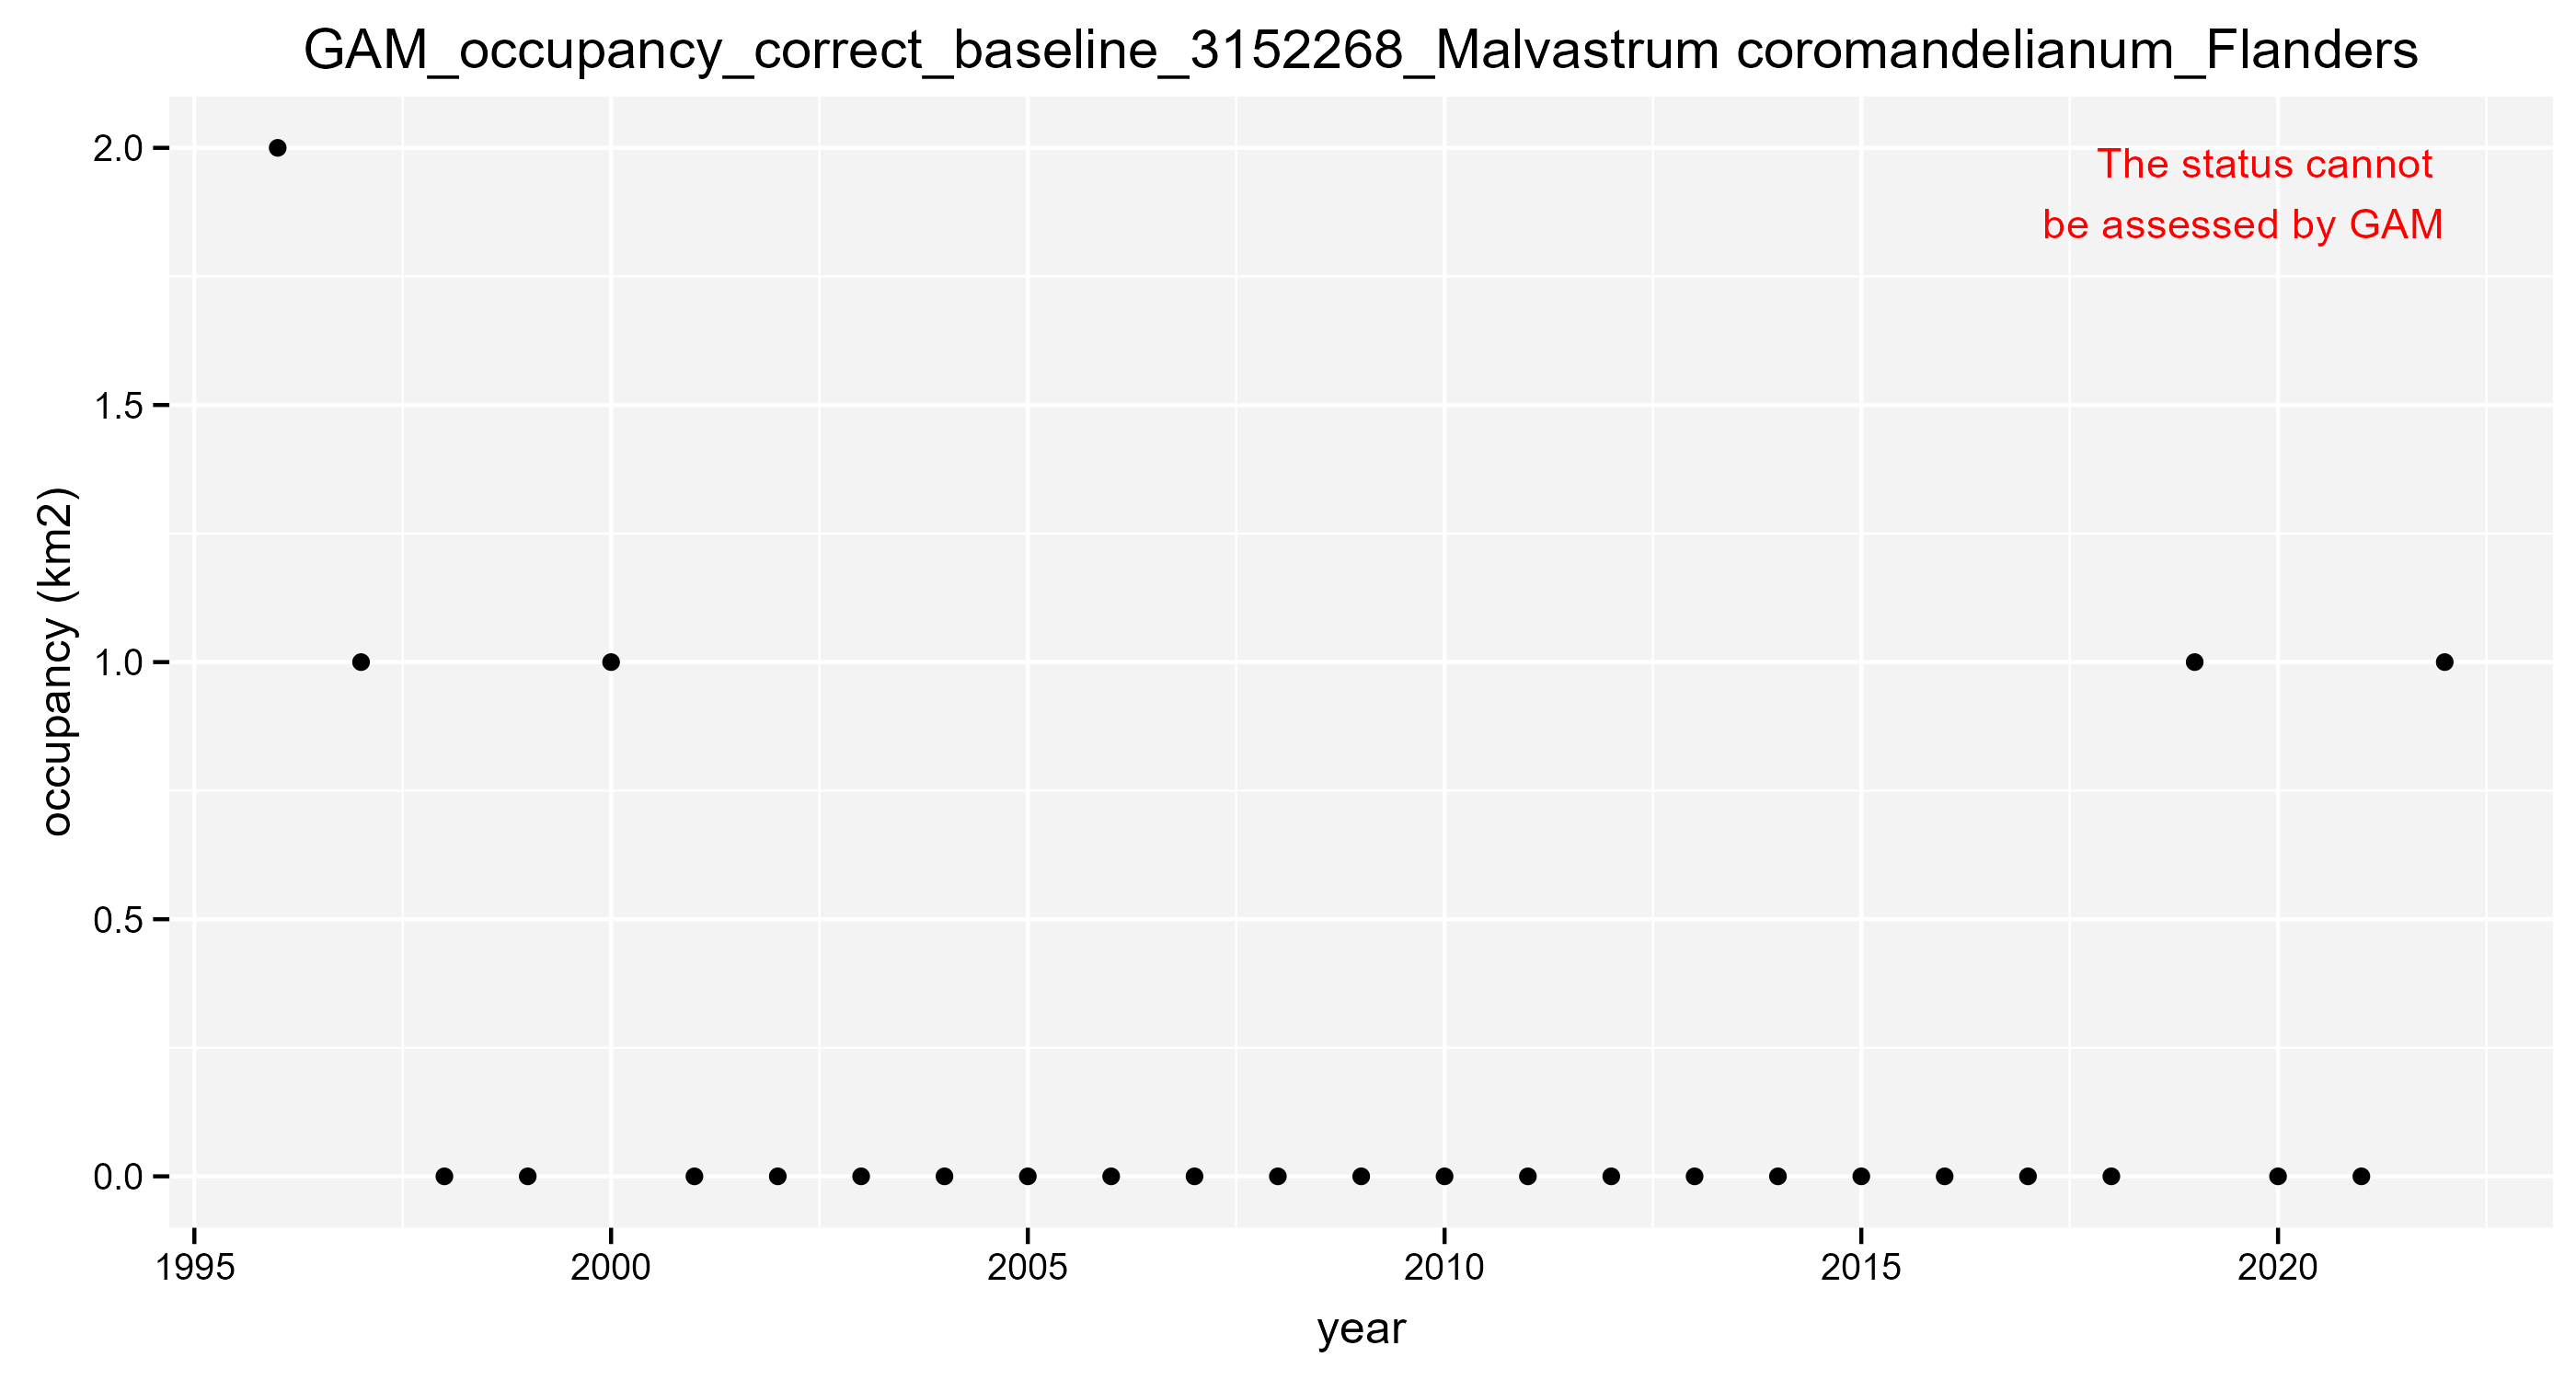 GAM_occupancy_correct_baseline_3152268_Malvastrum coromandelianum_Flanders
The status cannot
be assessed by GAM
occupancy (km2)
2.0
1.5
1.0
0.5
0.0
1995 2000 2005 2010 2015 2020
year